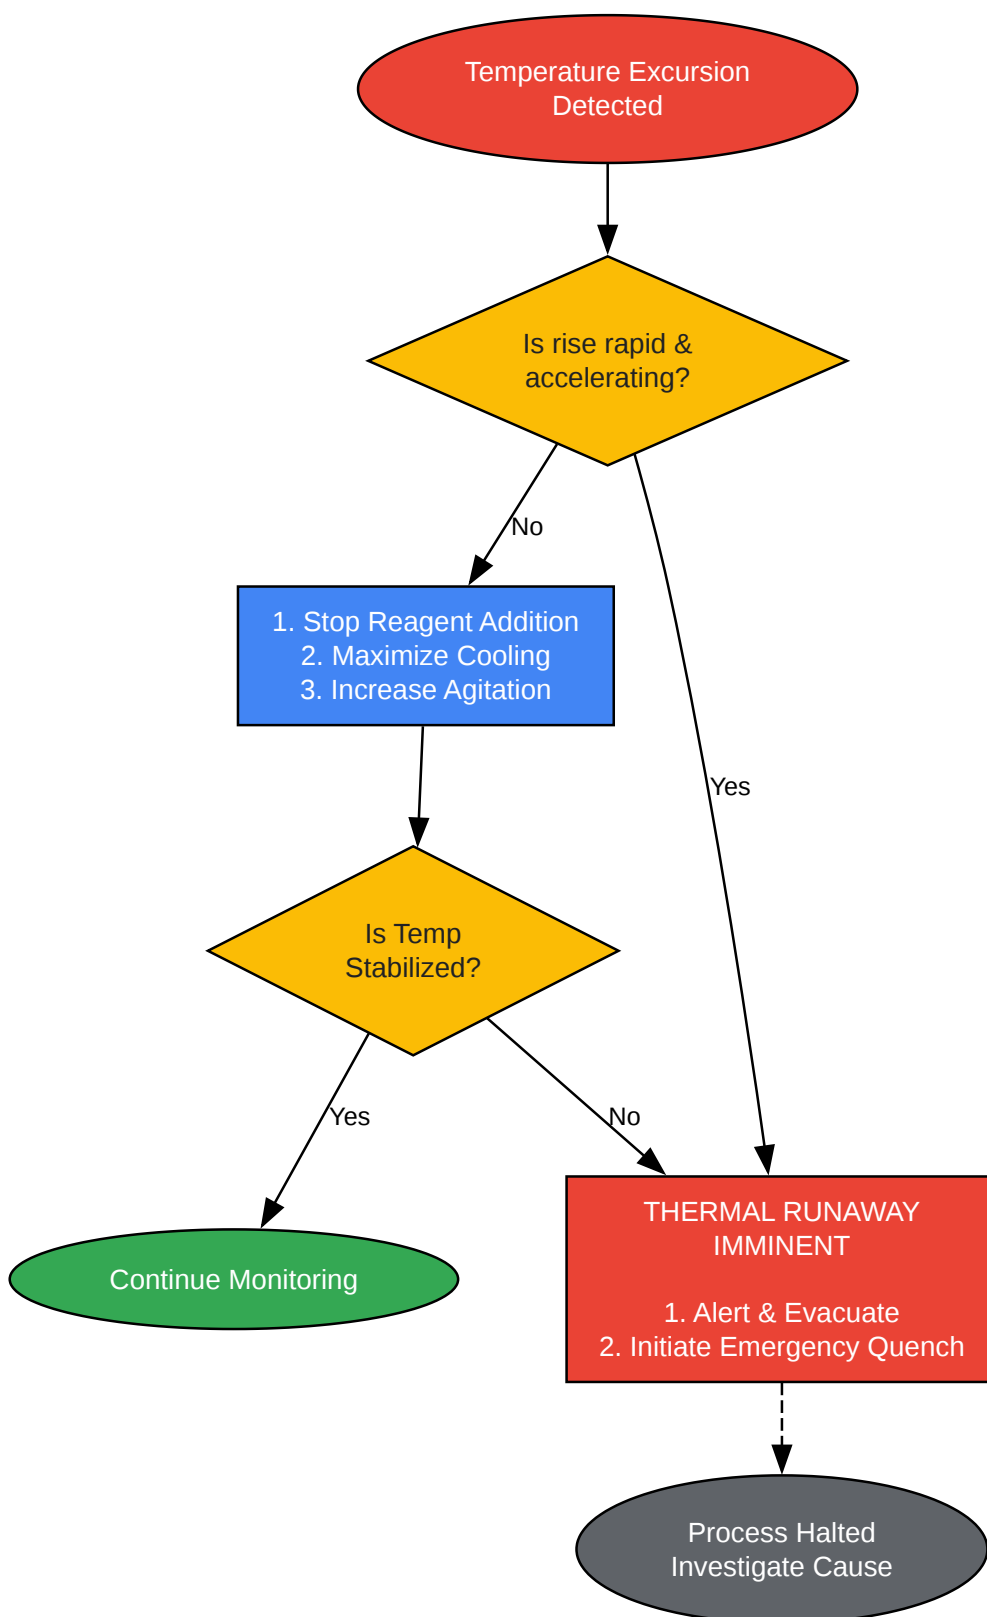 Temperature Excursion
Detected
Is rise rapid &
accelerating?
No
1. Stop Reagent Addition
2. Maximize Cooling
3. Increase Agitation
Yes
Is Temp
Stabilized?
Yes
No
Continue Monitoring
THERMAL RUNAWAY
IMMINENT
1. Alert & Evacuate
2. Initiate Emergency Quench
Process Halted
Investigate Cause